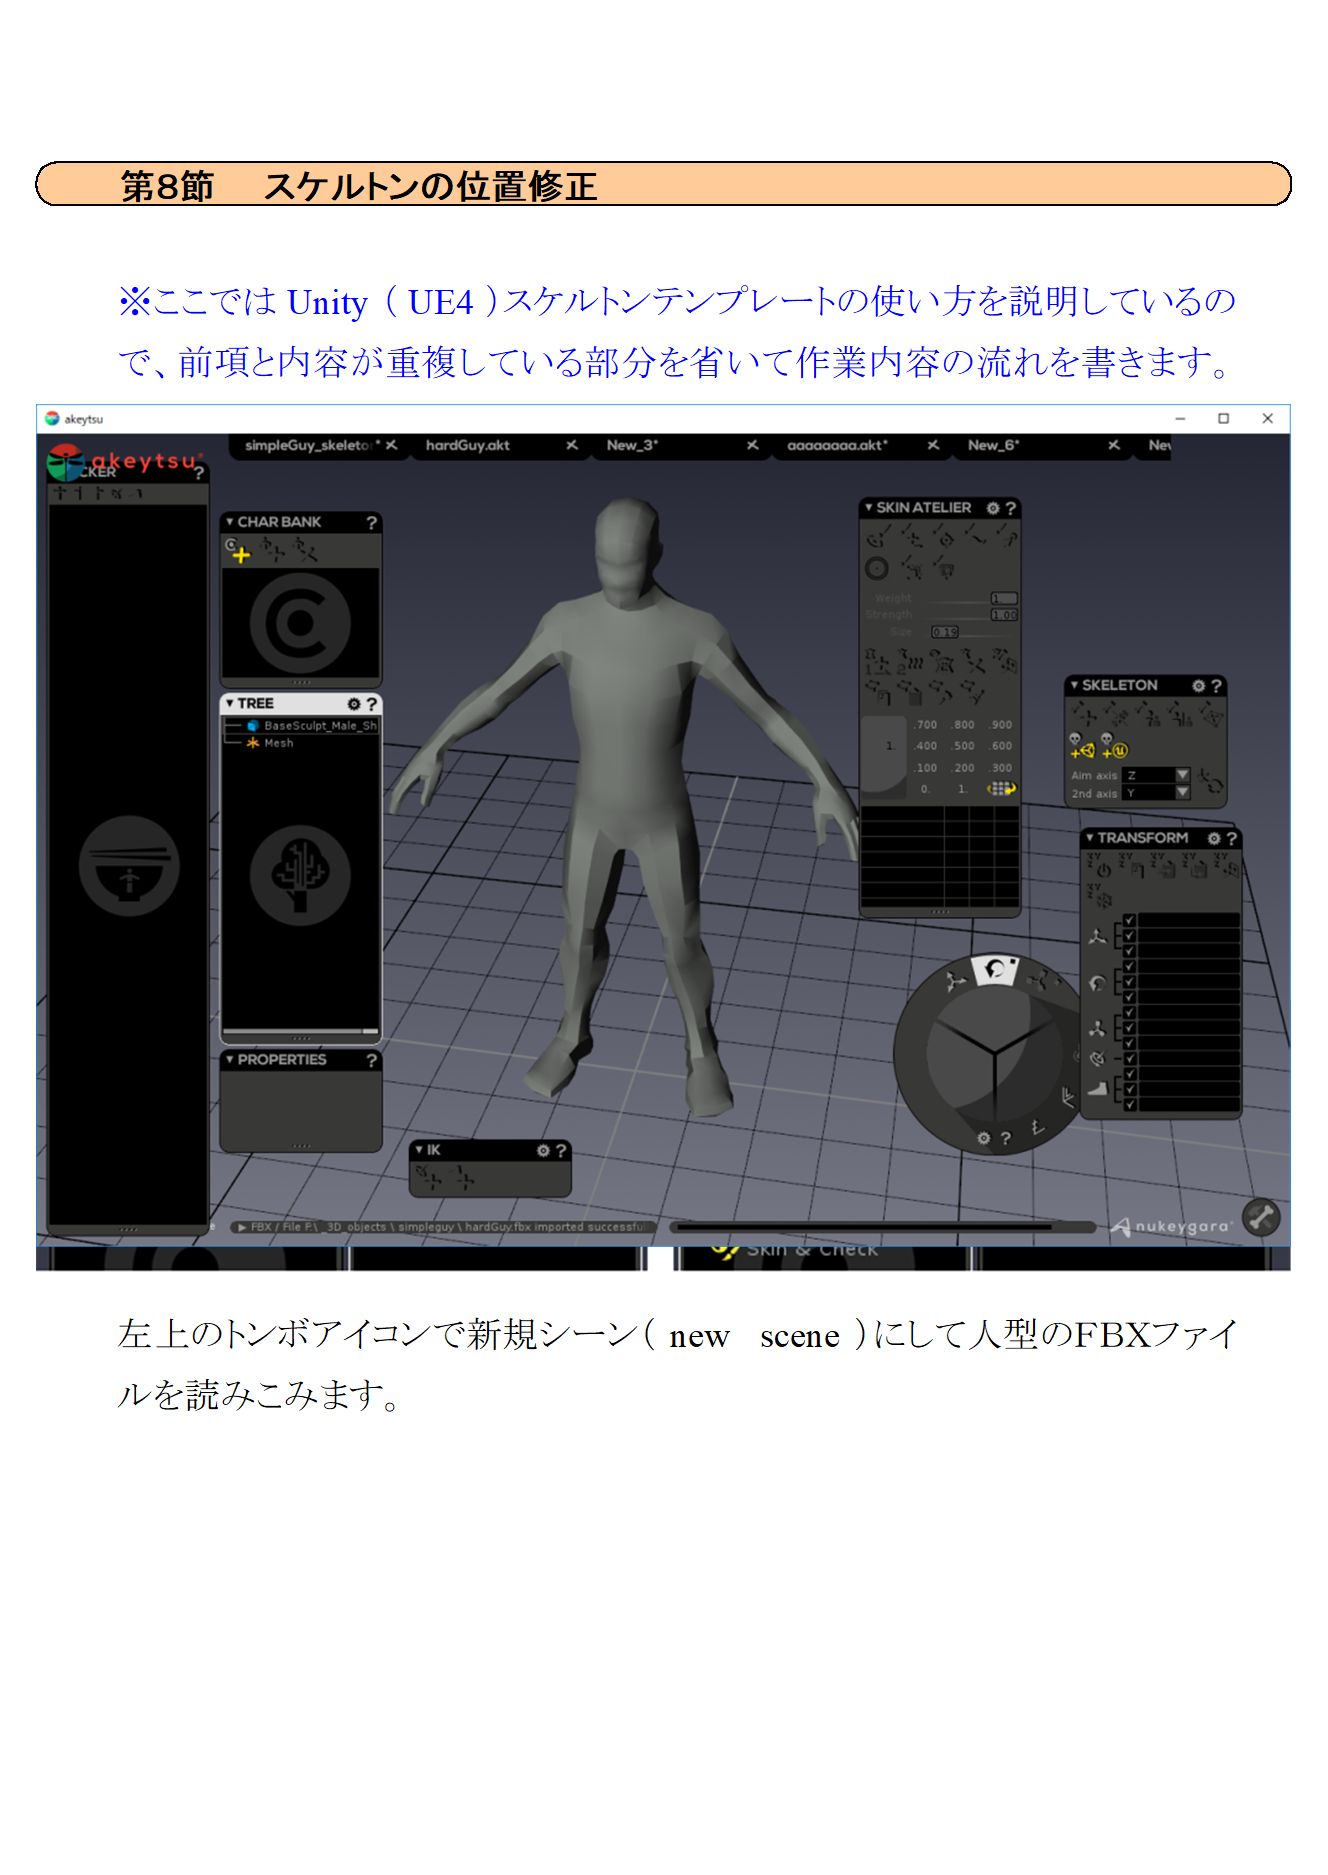 第8節　スケルトンの位置修正
※ここでは Unity （ UE4 ）スケルトンテンプレートの使い方を説明しているの
で、前項と内容が重複している部分を省いて作業内容の流れを書きます。
akeytsu
simpleGuy_skeleto * hardGuy.akt New_3* aaaaaaaa.akt* New_6*
akeytsu
?
CHAR BANK ?
TREE ?
BaseSculpt_Male_Sh
Mesh
PROPERTIES ?
IK ?
SKIN ATELIER ?
Weight 1.
Strength 1.00
Size 0.19
.700 .800 .900
1. .400 .500 .600
.100 .200 .300
0. 1.
SKELETON ?
Aim axis Z
2nd axis Y
TRANSFORM ?
?
FBX / File F:\_3D_objects \ simpleguy \ hardGuy.fbx imported successfu
nukeygara
Skin & Check
左上のトンボアイコンで新規シーン（ new scene ）にして人型のＦＢＸファイ
ルを読みこみます。